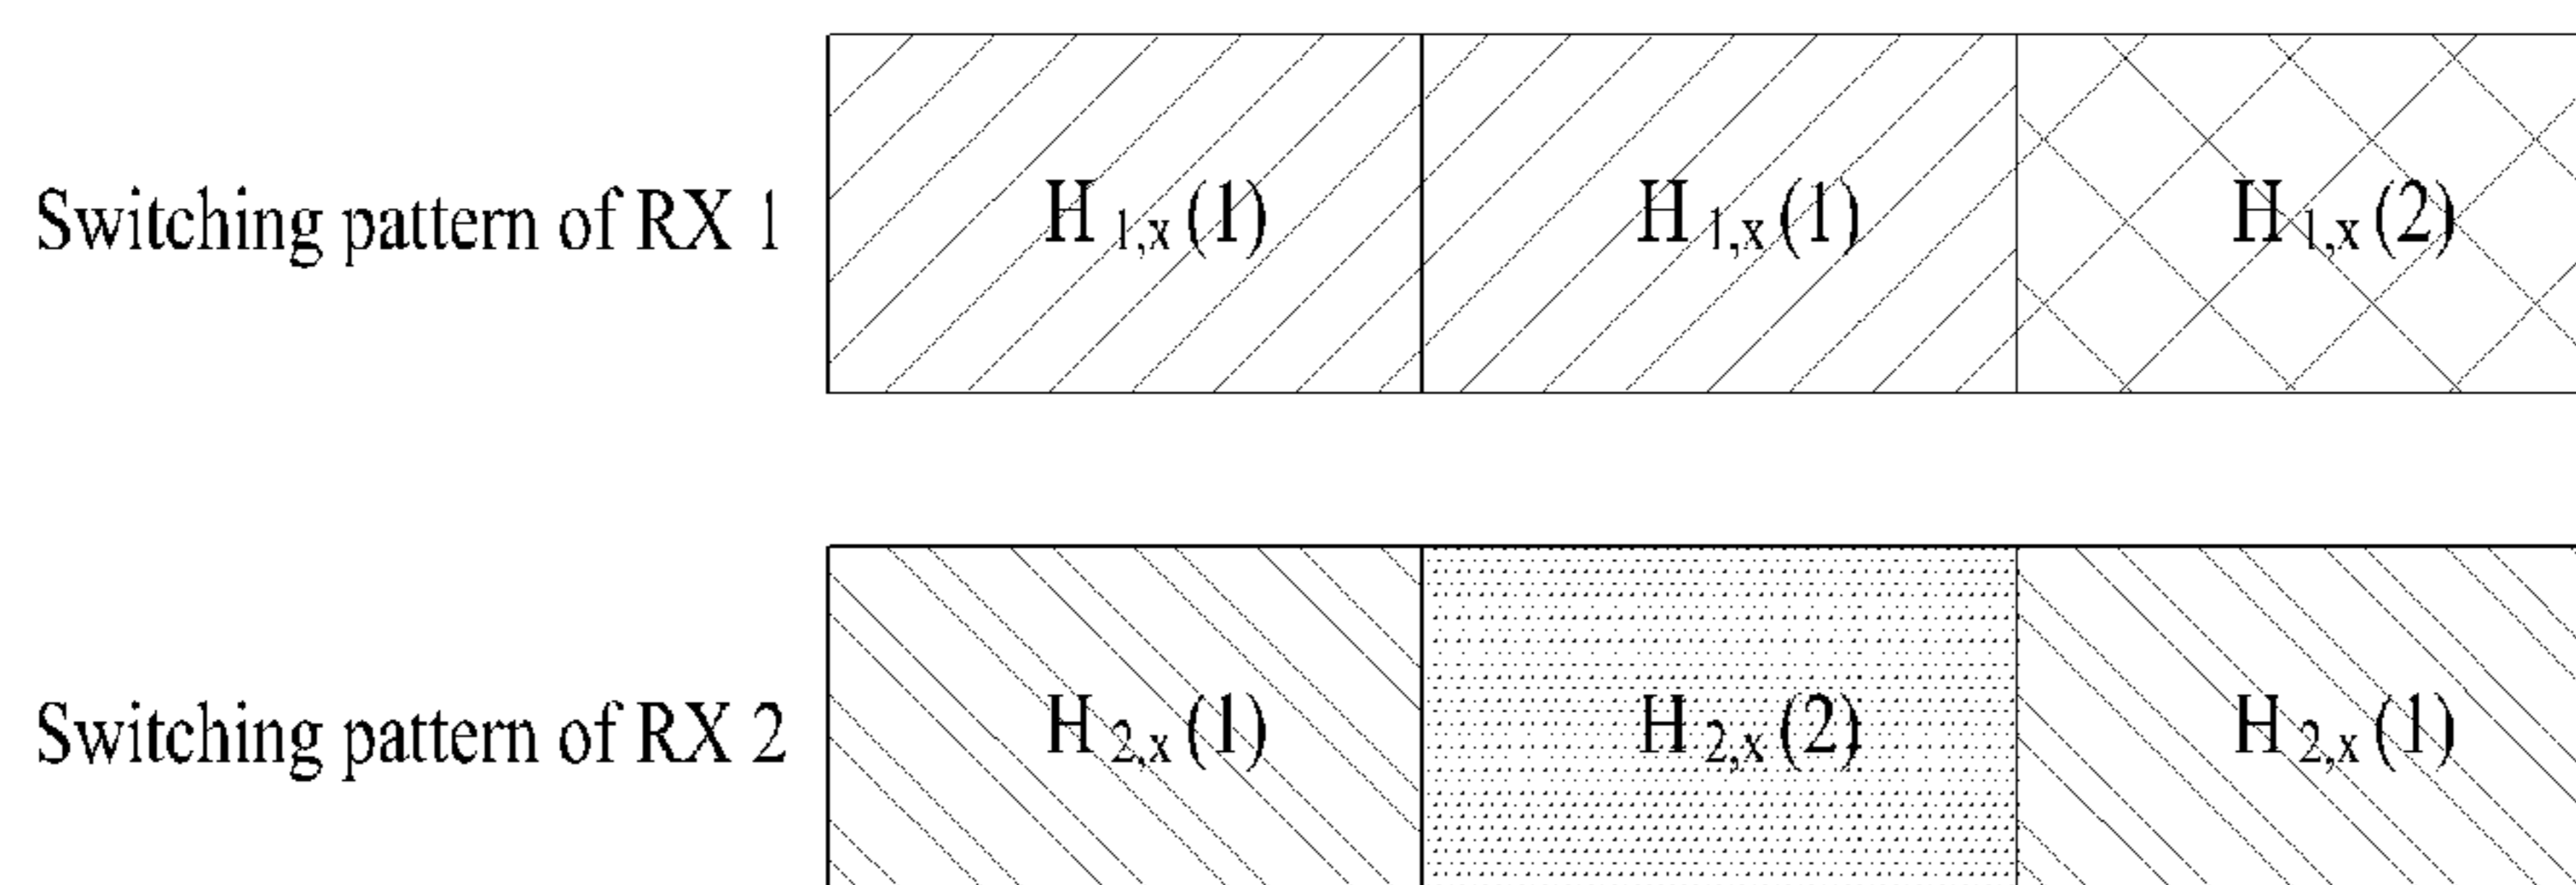 Switching pattern of RX 1 H 1,x (1) H 1,x (1) H 1,x (2)
Switching pattern of RX 2 H 2,x (1) H 2,x (2) H 2,x (1)